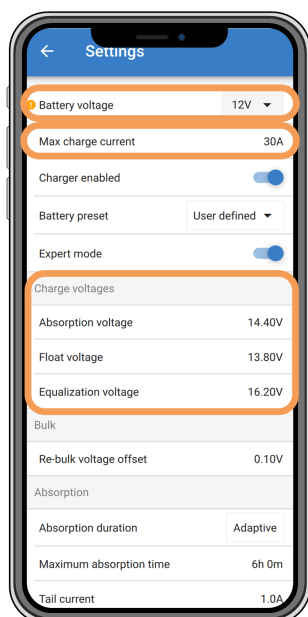 Settings
Battery voltage 12V
Max charge current 30A
Charger enabled
Battery preset User defined
Expert mode
Charge voltages
Absorption voltage 14.40V
Float voltage 13.80V
Equalization voltage 16.20V
Bulk
Re-bulk voltage offset 0.10V
Absorption
Absorption duration Adaptive
Maximum absorption time 6h 0m
Tail current 1.0A